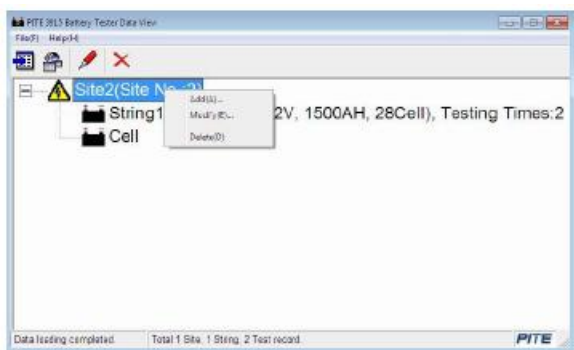 PITE 3915 Battery Tester Data View
File(F) Help(H)
Site2(Site No.:2)
Add(A)...
Modify(E)...
Delete(D)
String1 2V, 1500AH, 28Cell), Testing Times:2
Cell
Data loading completed. Total 1 Site, 1 String, 2 Test record.
PITE